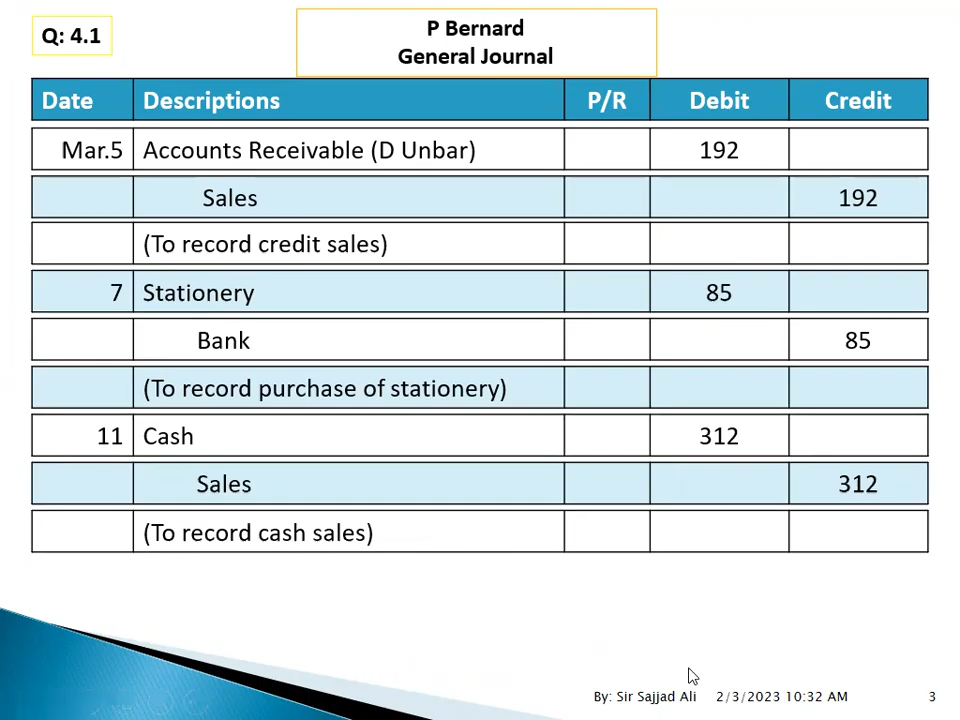 Q: 4.1
P Bernard
General Journal
Date Descriptions P/R Debit Credit
Mar.5 Accounts Receivable (D Unbar) 192
Sales 192
(To record credit sales)
7 Stationery 85
Bank 85
(To record purchase of stationery)
11 Cash 312
Sales 312
(To record cash sales)
By: Sir Sajjad Ali 2/3/2023 10:32 AM 3